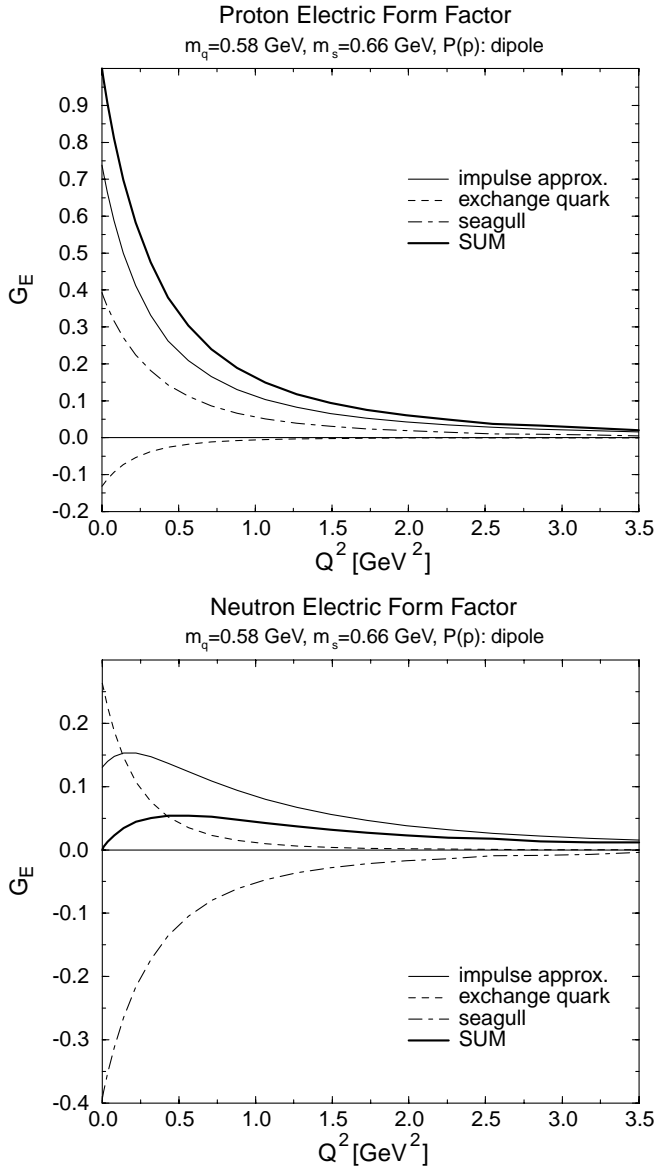 Proton Electric Form Factor
m_q=0.58 GeV, m_s=0.66 GeV, P(p): dipole
0.9
0.8
0.7
0.6
0.5
0.4
0.3
0.2
0.1
0.0
-0.1
-0.2
G_E
impulse approx.
exchange quark
seagull
SUM
0.0 0.5 1.0 1.5 2.0 2.5 3.0 3.5
Q^2 [GeV^2]
Neutron Electric Form Factor
m_q=0.58 GeV, m_s=0.66 GeV, P(p): dipole
0.2
0.1
0.0
-0.1
-0.2
-0.3
-0.4
G_E
impulse approx.
exchange quark
seagull
SUM
0.0 0.5 1.0 1.5 2.0 2.5 3.0 3.5
Q^2 [GeV^2]